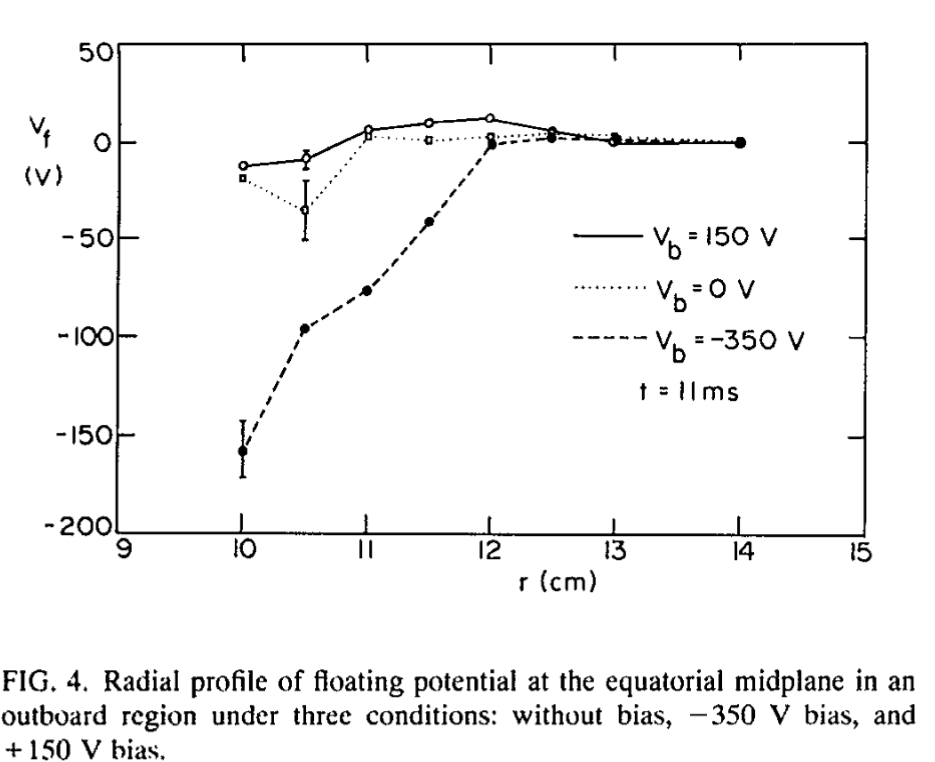 50
V_f
0
(V)
-50
-100
-150
-200
V_b = 150 V
V_b = 0 V
V_b = -350 V
t = 11ms
9 10 11 12 13 14 15
r (cm)
FIG. 4. Radial profile of floating potential at the equatorial midplane in an
outboard region under three conditions: without bias, −350 V bias, and
+150 V bias.